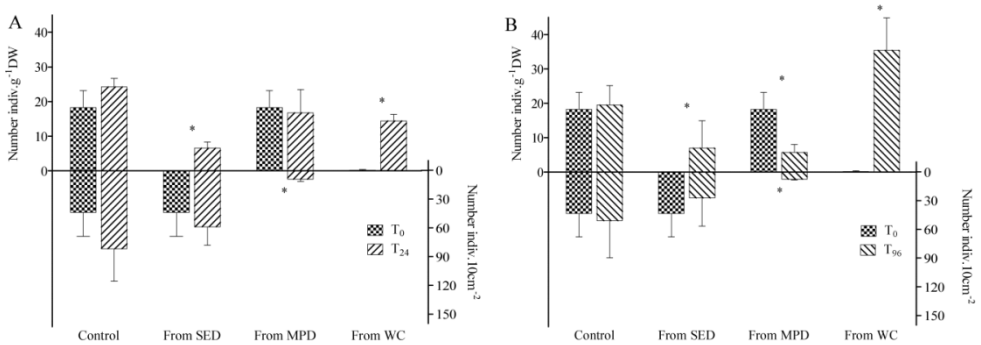 A
Number indiv.g⁻¹DW
40
30
20
10
0
*
*
*
0
30
60
90
120
150
Number indiv.10cm⁻²
T₀
T₂₄
Control
From SED
From MPD
From WC
B
Number indiv.g⁻¹DW
40
30
20
10
0
*
*
*
*
0
30
60
90
120
150
Number indiv.10cm⁻²
T₀
T₉₆
Control
From SED
From MPD
From WC